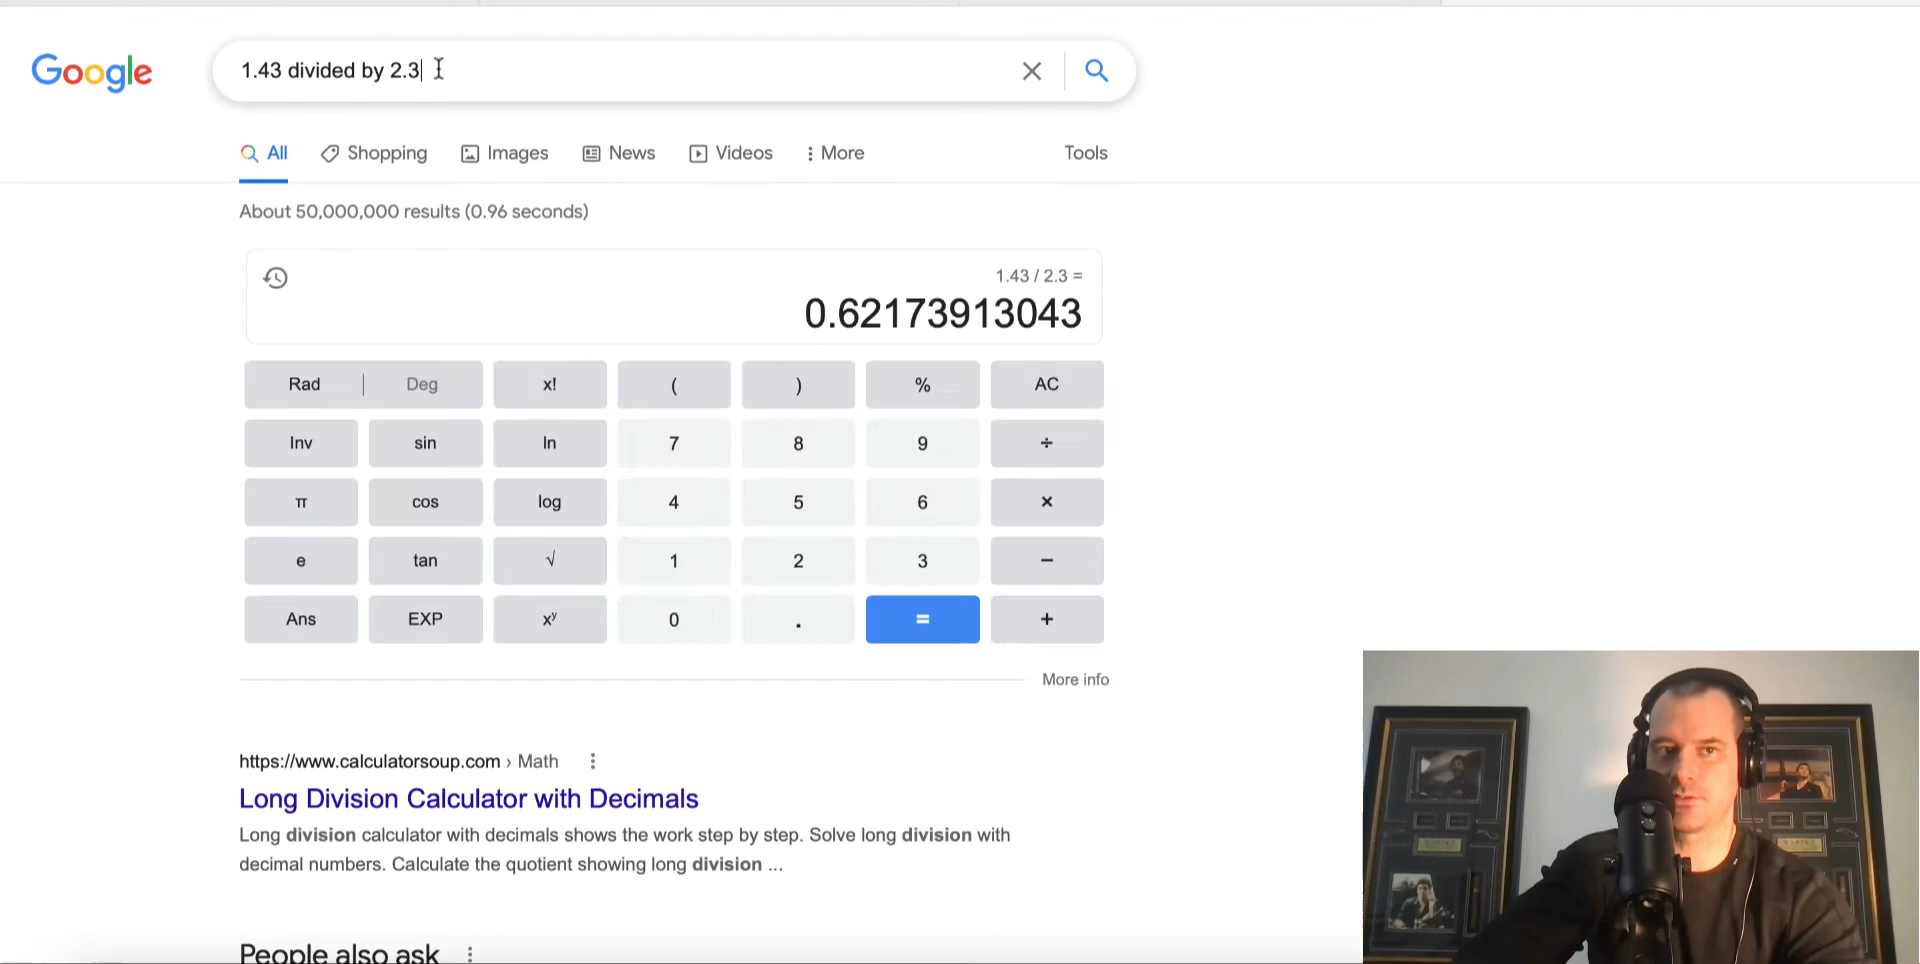 Google
1.43 divided by 2.3
All
Shopping
Images
News
Videos
More
Tools
About 50,000,000 results (0.96 seconds)
1.43 / 2.3 =
0.62173913043
Rad | Deg x! ( ) % AC
Inv sin ln 7 8 9 ÷
π cos log 4 5 6 ×
e tan √ 1 2 3 −
Ans EXP xʸ 0 . = +
More info
https://www.calculatorsoup.com › Math
Long Division Calculator with Decimals
Long division calculator with decimals shows the work step by step. Solve long division with
decimal numbers. Calculate the quotient showing long division ...
People also ask